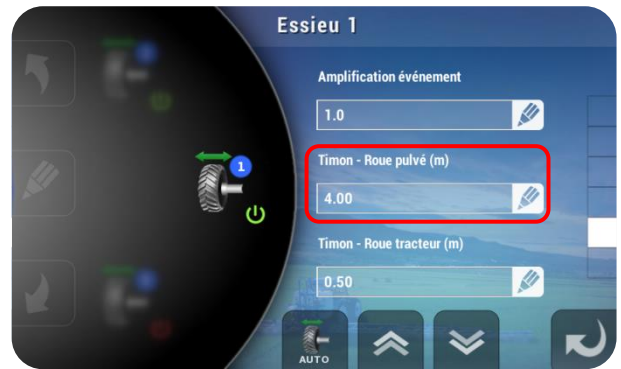 Essieu 1
Amplification événement
1.0
Timon - Roue pulvé (m)
4.00
1
Timon - Roue tracteur (m)
0.50
AUTO